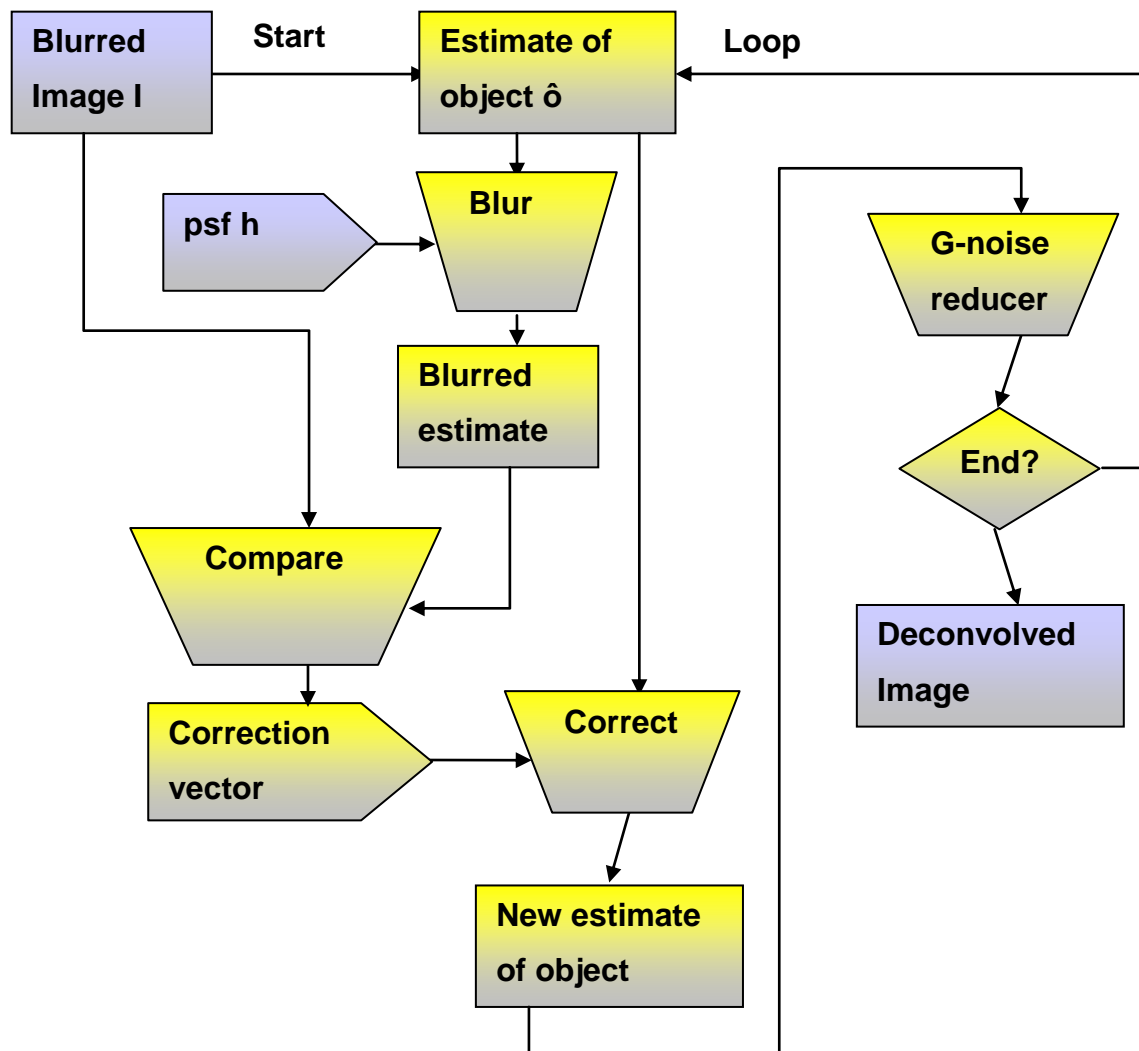 Blurred
Image I
Start
Estimate of
object ô
Loop
psf h
Blur
G-noise
reducer
Blurred
estimate
End?
Compare
Deconvolved
Image
Correction
vector
Correct
New estimate
of object